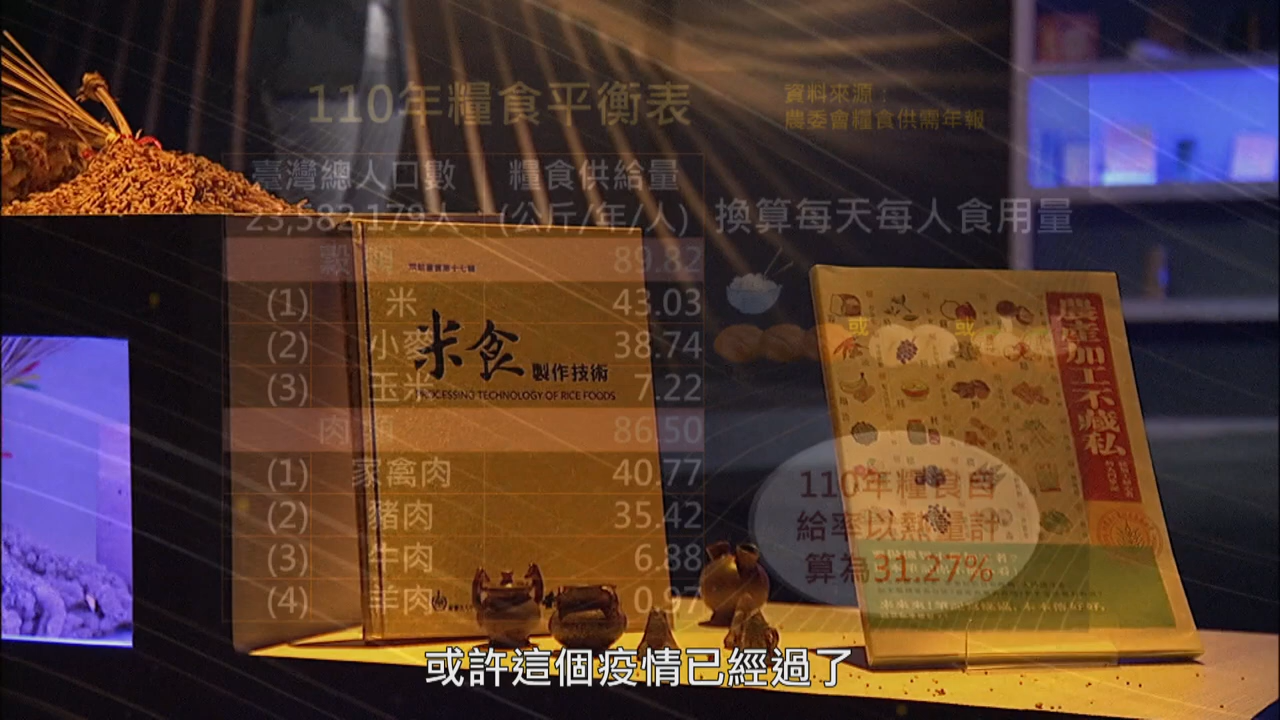 110年糧食平衡表
資料來源：
農委會糧食供需年報
臺灣總人口數 糧食供給量
23,583,179人 (公斤/年/人) 換算每天每人食用量
89.82
(1) 米 43.03
(2) 小麥 38.74
(3) 玉米 7.22
肉類 86.50
(1) 家禽肉 40.77
(2) 豬肉 35.42
(3) 牛肉 6.88
(4) 羊肉 0.97
或 或
110年糧食自
給率以熱量計
算為31.27%
米食製作技術
PROCESSING TECHNOLOGY OF RICE FOODS
農產加工不藏私
或許這個疫情已經過了